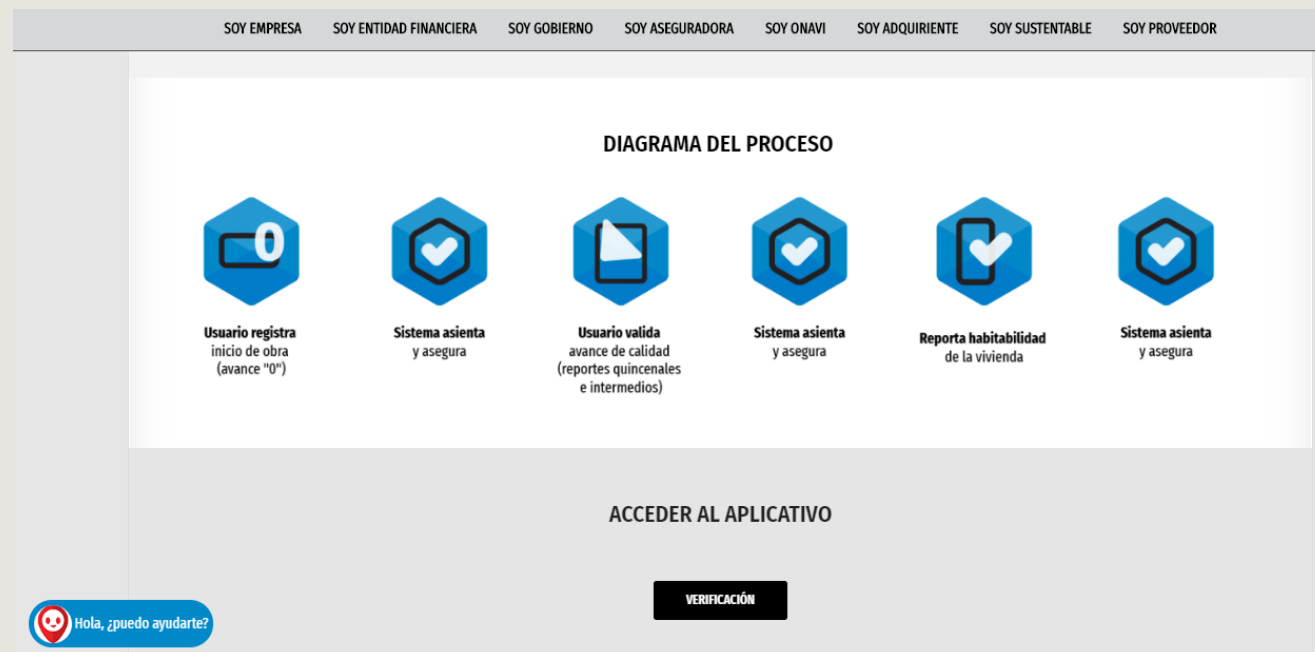 SOY EMPRESA SOY ENTIDAD FINANCIERA SOY GOBIERNO SOY ASEGURADORA SOY ONAVI SOY ADQUIRIENTE SOY SUSTENTABLE SOY PROVEEDOR
DIAGRAMA DEL PROCESO
0
Usuario registra
inicio de obra
(avance "0")
Sistema asienta
y asegura
Usuario valida
avance de calidad
(reportes quincenales
e intermedios)
Sistema asienta
y asegura
Reporta habitabilidad
de la vivienda
Sistema asienta
y asegura
ACCEDER AL APLICATIVO
VERIFICACIÓN
Hola, ¿puedo ayudarte?